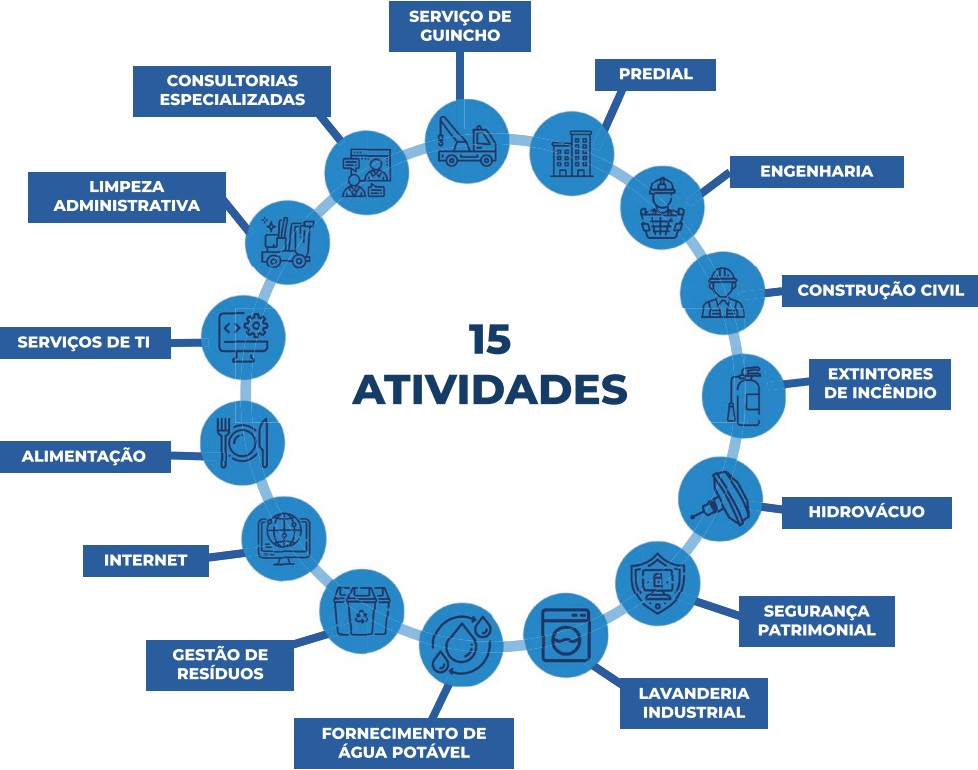 SERVIÇO DE
GUINCHO
PREDIAL
ENGENHARIA
CONSTRUÇÃO CIVIL
EXTINTORES
DE INCÊNDIO
HIDROVÁCUO
SEGURANÇA
PATRIMONIAL
LAVANDERIA
INDUSTRIAL
FORNECIMENTO DE
ÁGUA POTÁVEL
GESTÃO DE
RESÍDUOS
INTERNET
ALIMENTAÇÃO
SERVIÇOS DE TI
LIMPEZA
ADMINISTRATIVA
CONSULTORIAS
ESPECIALIZADAS
15
ATIVIDADES